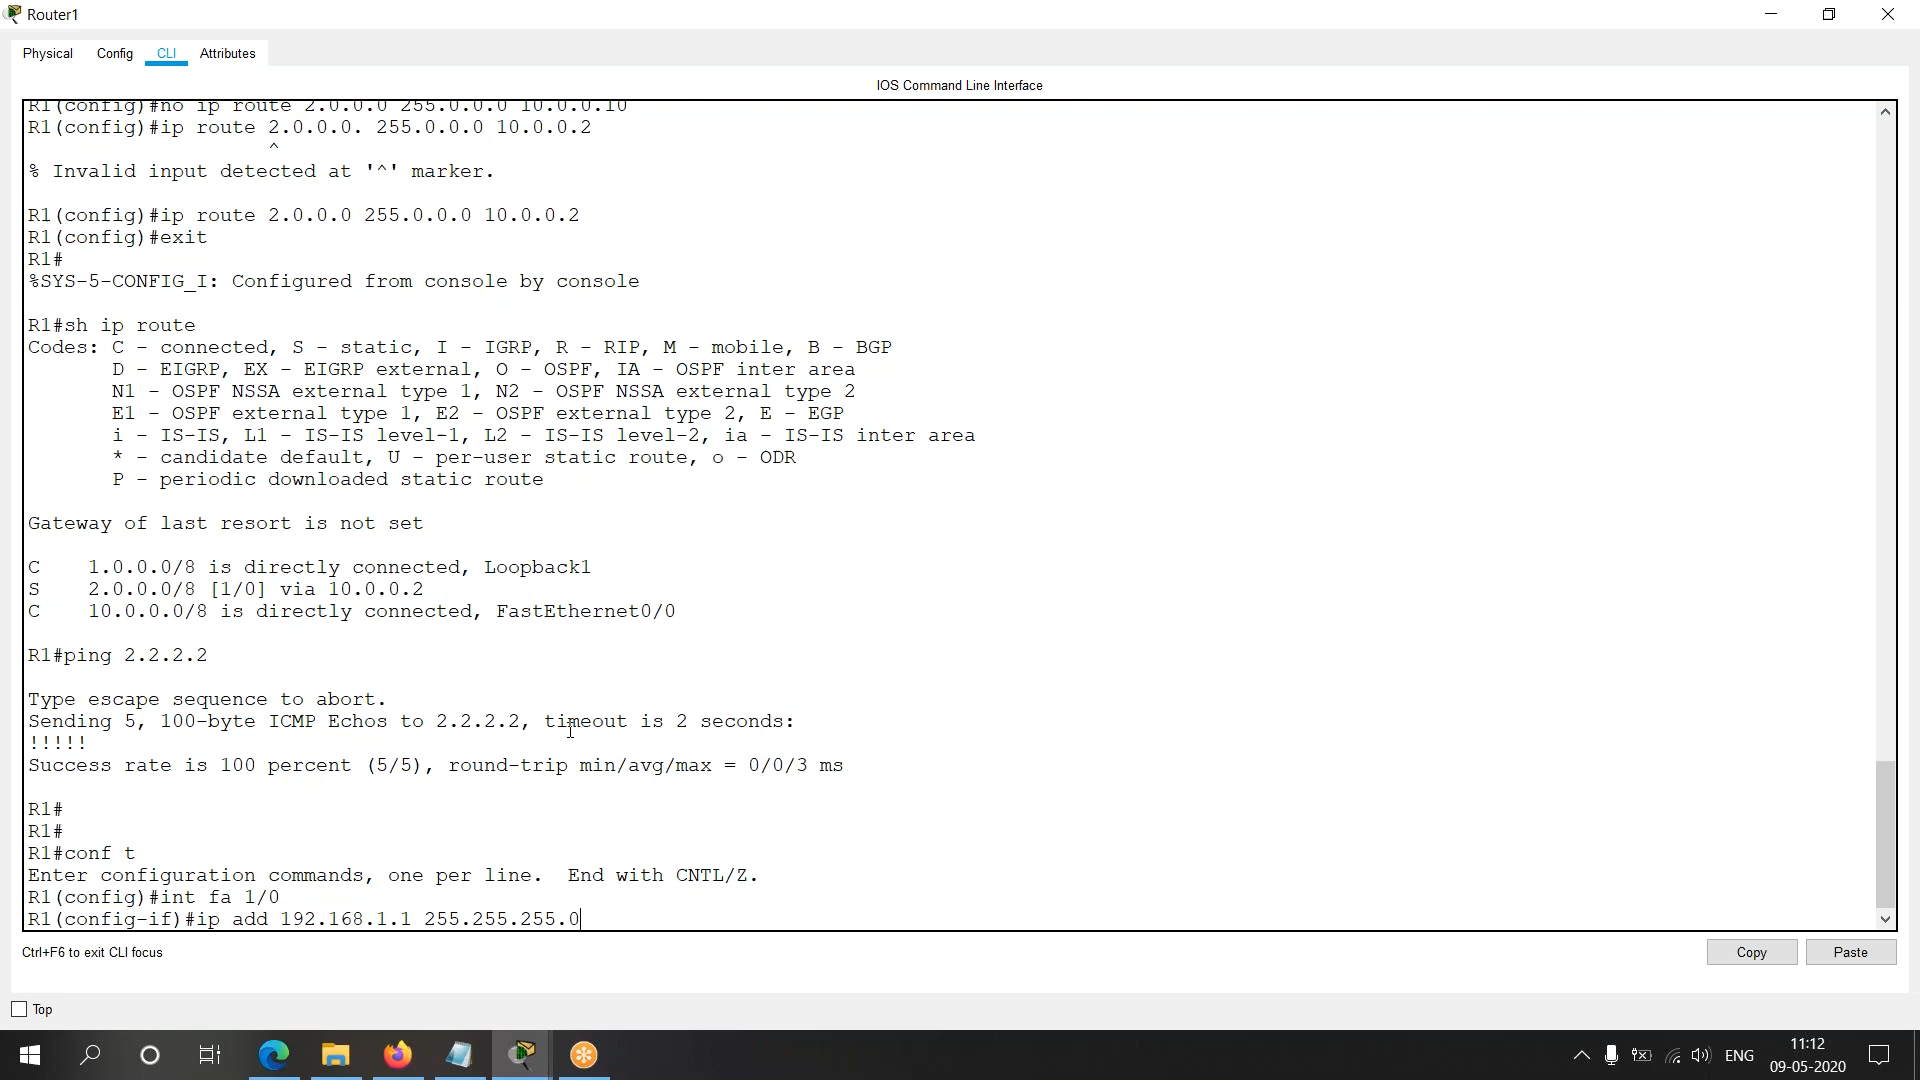 Router1
Physical Config CLI Attributes
IOS Command Line Interface
R1(config)#no ip route 2.0.0.0 255.0.0.0 10.0.0.10
R1(config)#ip route 2.0.0.0. 255.0.0.0 10.0.0.2
^
% Invalid input detected at '^' marker.
R1(config)#ip route 2.0.0.0 255.0.0.0 10.0.0.2
R1(config)#exit
R1#
%SYS-5-CONFIG_I: Configured from console by console
R1#sh ip route
Codes: C - connected, S - static, I - IGRP, R - RIP, M - mobile, B - BGP
D - EIGRP, EX - EIGRP external, O - OSPF, IA - OSPF inter area
N1 - OSPF NSSA external type 1, N2 - OSPF NSSA external type 2
E1 - OSPF external type 1, E2 - OSPF external type 2, E - EGP
i - IS-IS, L1 - IS-IS level-1, L2 - IS-IS level-2, ia - IS-IS inter area
* - candidate default, U - per-user static route, o - ODR
P - periodic downloaded static route
Gateway of last resort is not set
C 1.0.0.0/8 is directly connected, Loopback1
S 2.0.0.0/8 [1/0] via 10.0.0.2
C 10.0.0.0/8 is directly connected, FastEthernet0/0
R1#ping 2.2.2.2
Type escape sequence to abort.
Sending 5, 100-byte ICMP Echos to 2.2.2.2, timeout is 2 seconds:
!!!!!
Success rate is 100 percent (5/5), round-trip min/avg/max = 0/0/3 ms
R1#
R1#
R1#conf t
Enter configuration commands, one per line. End with CNTL/Z.
R1(config)#int fa 1/0
R1(config-if)#ip add 192.168.1.1 255.255.255.0
Ctrl+F6 to exit CLI focus
Copy Paste
Top
ENG
11:12
09-05-2020